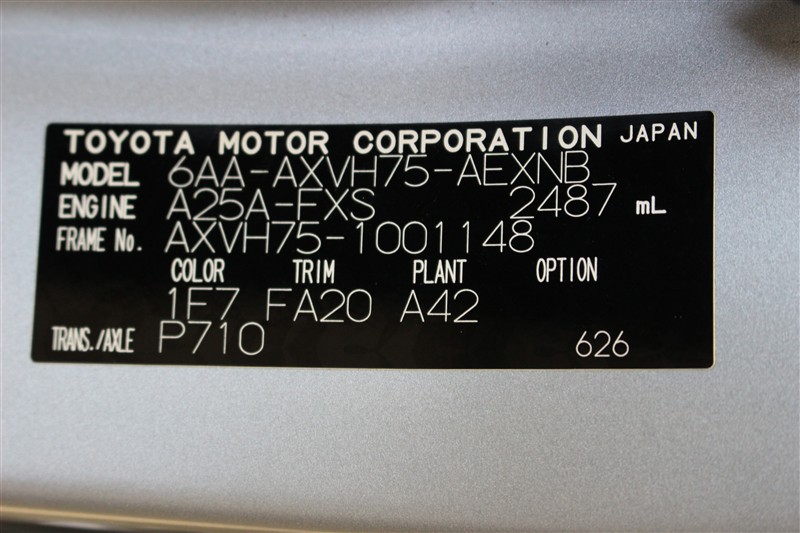 TOYOTA MOTOR CORPORATION JAPAN
MODEL 6AA-AXVH75-AEXNB
ENGINE A25A-FXS 2487 mL
FRAME No. AXVH75-1001148
COLOR TRIM PLANT OPTION
1F7 FA20 A42
TRANS./AXLE P710 626